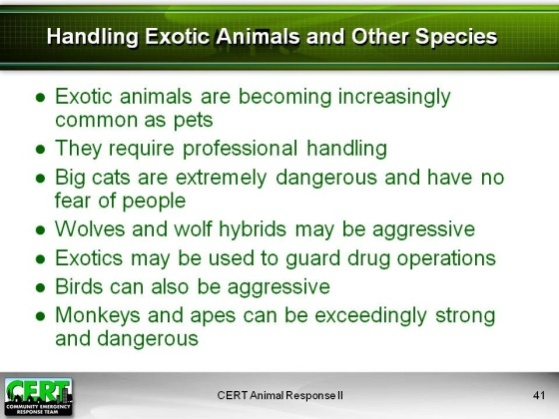 Handling Exotic Animals and Other Species
● Exotic animals are becoming increasingly
common as pets
● They require professional handling
● Big cats are extremely dangerous and have no
fear of people
● Wolves and wolf hybrids may be aggressive
● Exotics may be used to guard drug operations
● Birds can also be aggressive
● Monkeys and apes can be exceedingly strong
and dangerous
CERT
COMMUNITY EMERGENCY
RESPONSE TEAM
CERT Animal Response II
41